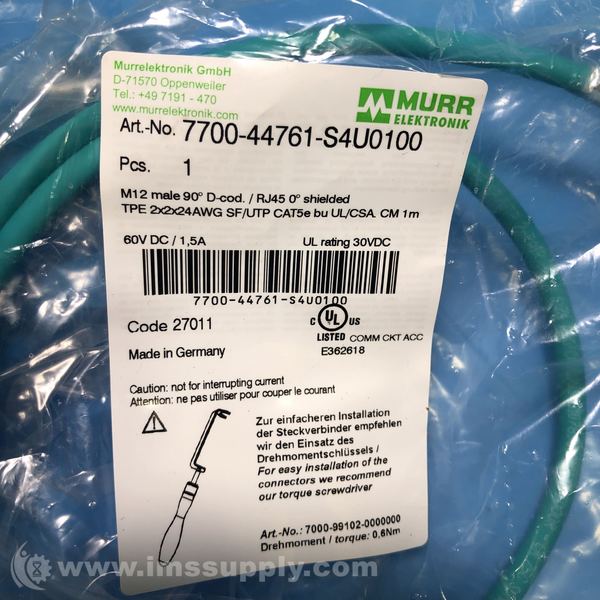 Murrelektronik GmbH
D-71570 Oppenweiler
Tel.: +49 7191 - 470
www.murrelektronik.com
MURR
ELEKTRONIK
Art.-No. 7700-44761-S4U0100
Pcs. 1
M12 male 90° D-cod. / RJ45 0° shielded
TPE 2x2x24AWG SF/UTP CAT5e bu UL/CSA. CM 1m
60V DC / 1,5A UL rating 30VDC
7700-44761-S4U0100
Code 27011
C UL US
LISTED COMM CKT ACC
E362618
Made in Germany
Caution: not for interrupting current
Attention: ne pas utiliser pour couper le courant
Zur einfacheren Installation
der Steckverbinder empfehlen
wir den Einsatz des
Drehmomentschlüssels /
For easy installation of the
connectors we recommend
our torque screwdriver
Art.-No.: 7000-99102-0000000
Drehmoment / torque: 0,6Nm
www.imssupply.com